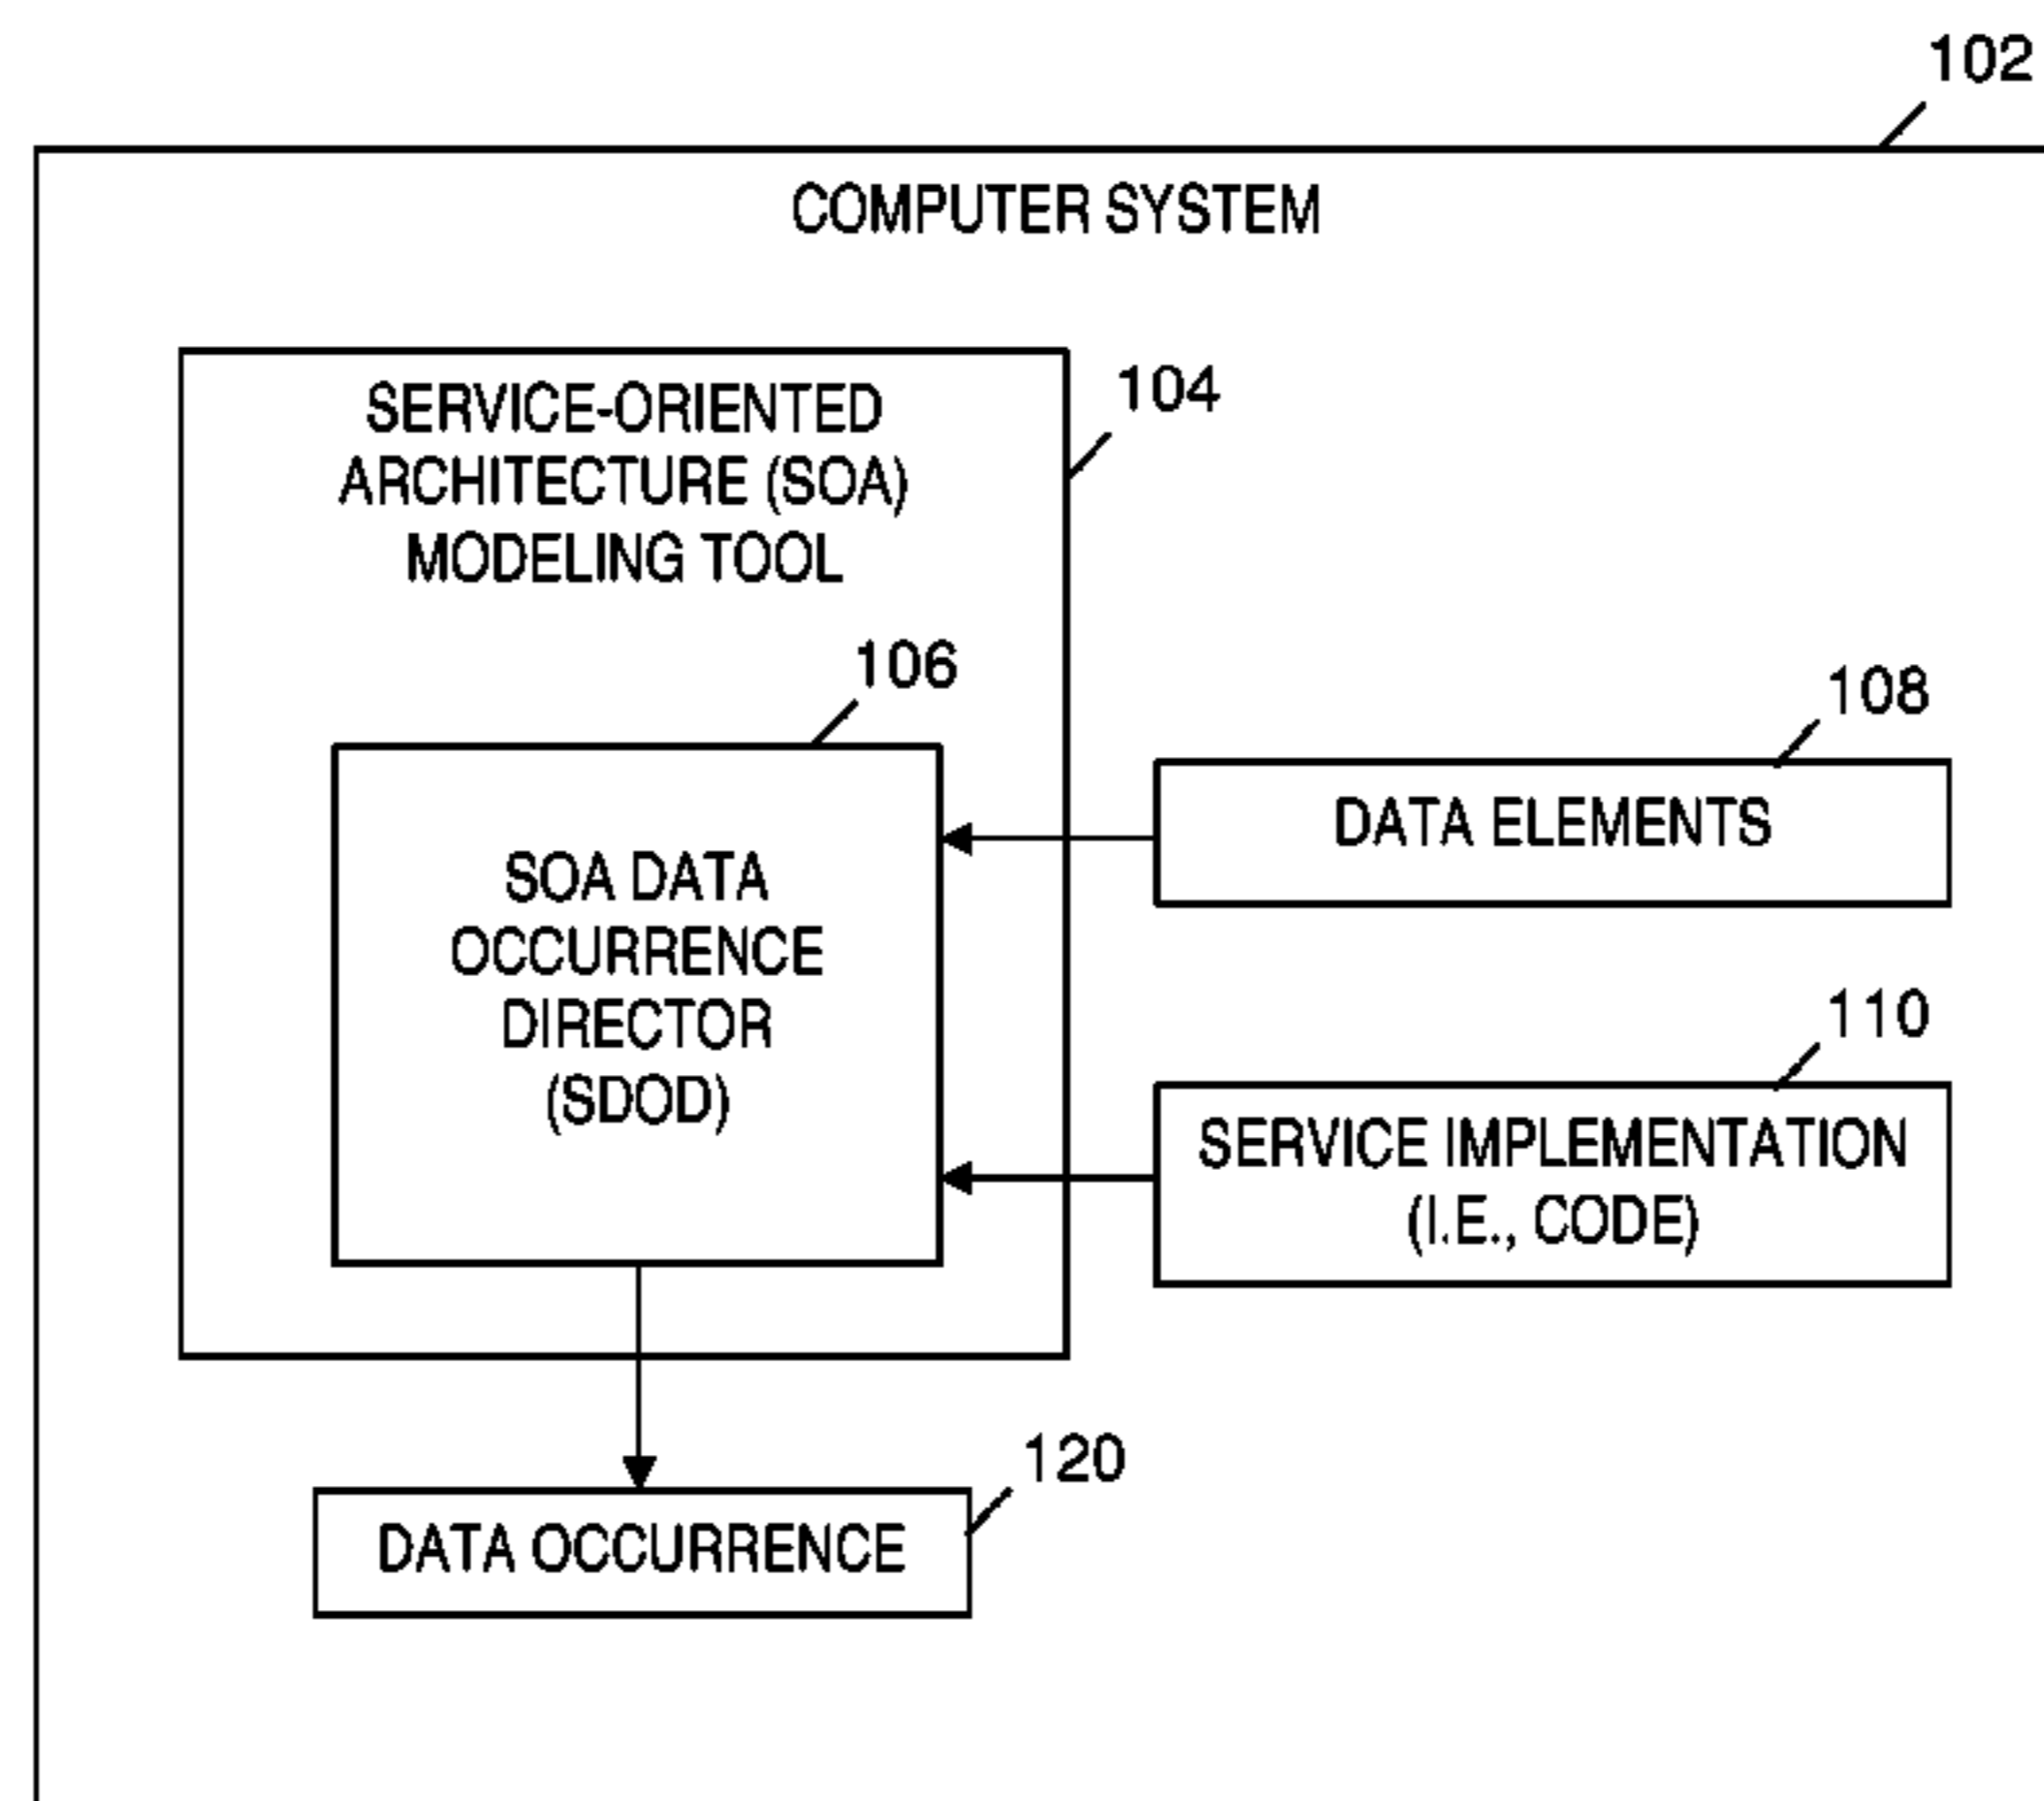 102
COMPUTER SYSTEM
SERVICE-ORIENTED
ARCHITECTURE (SOA)
MODELING TOOL
104
106
SOA DATA
OCCURRENCE
DIRECTOR
(SDOD)
108
DATA ELEMENTS
110
SERVICE IMPLEMENTATION
(I.E., CODE)
120
DATA OCCURRENCE